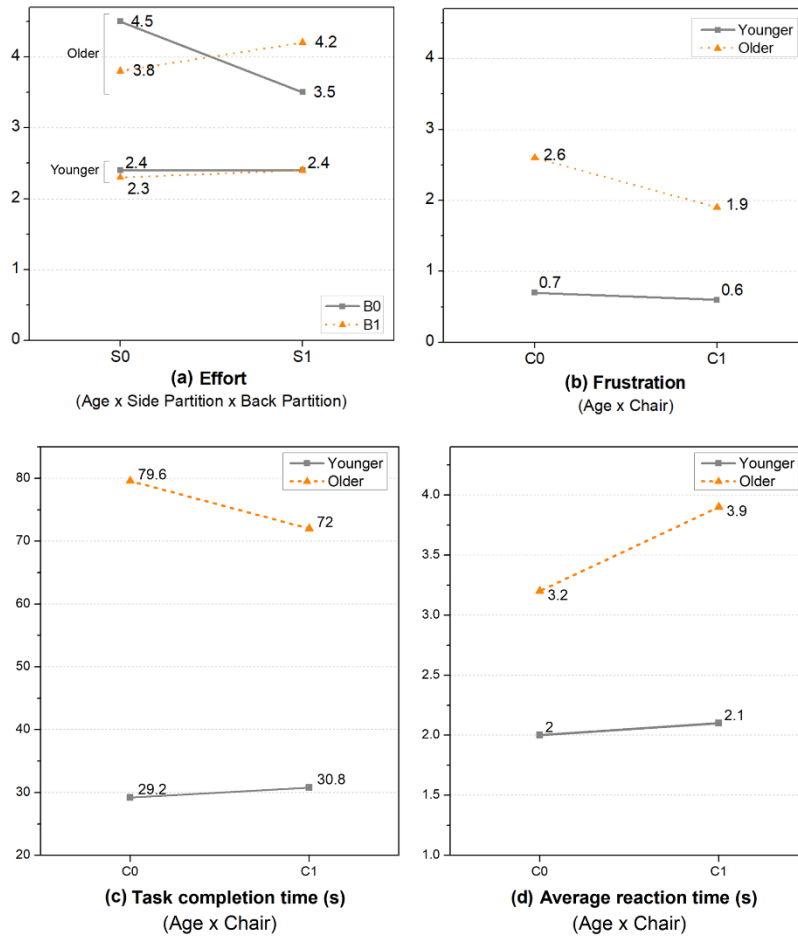 4.5
Older
4.2
4
3.8
3.5
3
Younger
2.4
2.4
2.3
2
1
B0
B1
0
S0
S1
(a) Effort
(Age x Side Partition x Back Partition)
Younger
Older
4
3
2.6
2
1.9
1
0.7
0.6
0
C0
C1
(b) Frustration
(Age x Chair)
Younger
Older
80
79.6
72
70
60
50
40
30
29.2
30.8
20
C0
C1
(c) Task completion time (s)
(Age x Chair)
Younger
Older
4.0
3.9
3.5
3.2
3.0
2.5
2.0
2
2.1
1.5
1.0
C0
C1
(d) Average reaction time (s)
(Age x Chair)